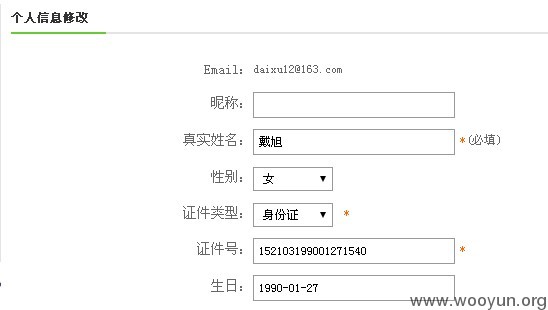 个人信息修改
Email: daixu12@163.com
昵称:
真实姓名: 戴旭 *(必填)
性别: 女
证件类型: 身份证 *
证件号: 152103199001271540 *
生日: 1990-01-27
www.wooyun.org